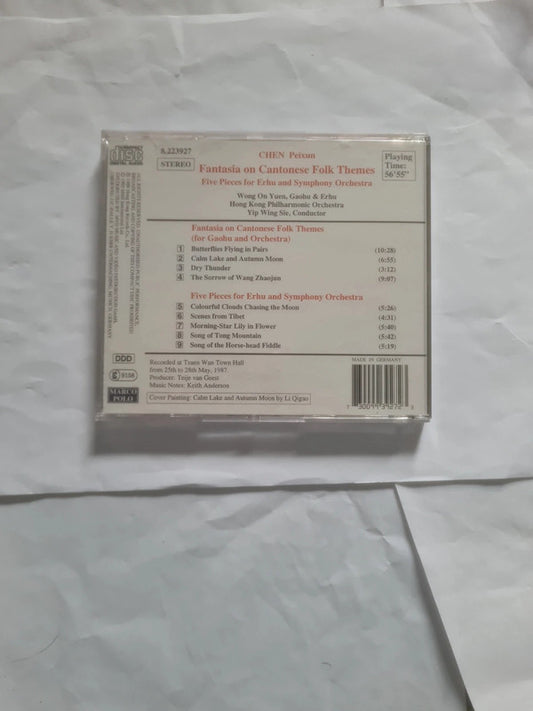 COMPACT
disc
DIGITAL AUDIO
8.223927
STEREO
CHEN Peixun
Fantasia on Cantonese Folk Themes
Five Pieces for Erhu and Symphony Orchestra
Playing
Time:
56'55"
Wong On Yuen, Gaohu & Erhu
Hong Kong Philharmonic Orchestra
Yip Wing Sie, Conductor
Fantasia on Cantonese Folk Themes
(for Gaohu and Orchestra)
1 Butterflies Flying in Pairs (10:28)
2 Calm Lake and Autumn Moon (6:55)
3 Dry Thunder (3:12)
4 The Sorrow of Wang Zhaojun (9:07)
Five Pieces for Erhu and Symphony Orchestra
5 Colourful Clouds Chasing the Moon (5:26)
6 Scenes from Tibet (4:31)
7 Morning-Star Lily in Flower (5:40)
8 Song of Tong Mountain (5:42)
9 Song of the Horse-head Fiddle (5:19)
DDD
9158
MARCO
POLO
Recorded at Tsuen Wan Town Hall
from 25th to 28th May, 1987.
Producer: Teije van Geest
Music Notes: Keith Anderson
Cover Painting: Calm Lake and Autumn Moon by Li Qigao
MADE IN GERMANY